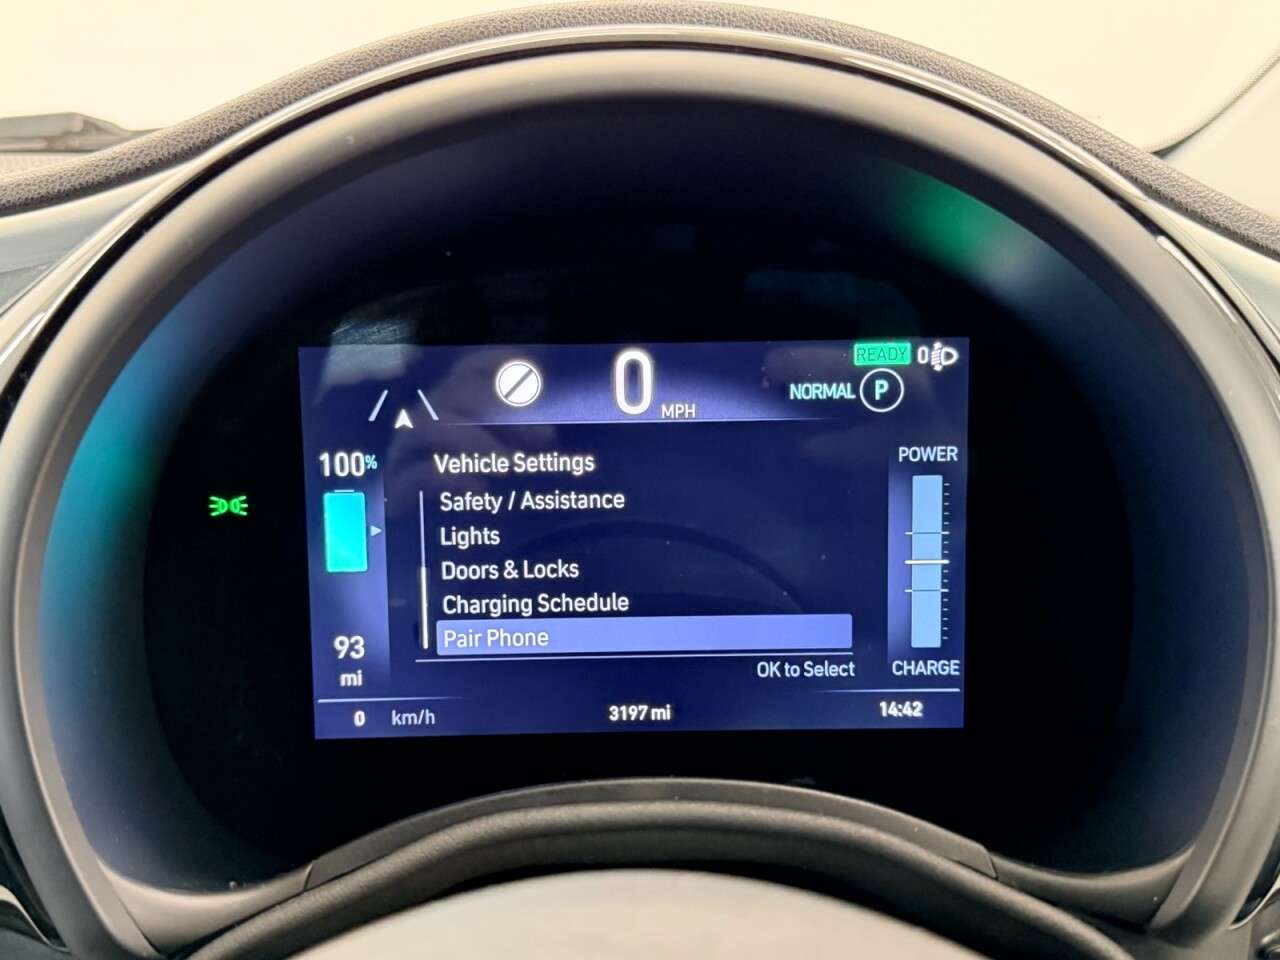 READY 0
0 MPH
NORMAL P
100%
POWER
Vehicle Settings
Safety / Assistance
Lights
Doors & Locks
Charging Schedule
Pair Phone
93
mi
OK to Select
CHARGE
0 km/h
3197 mi
14:42